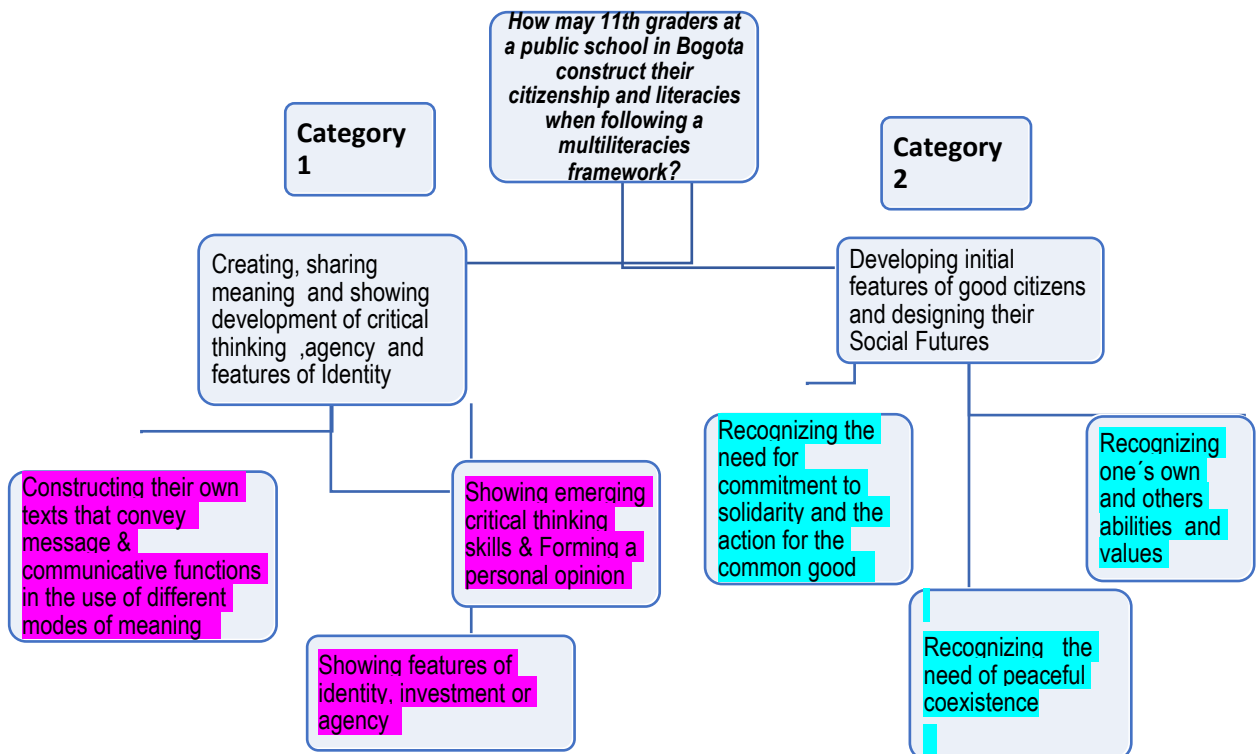 How may 11th graders at
a public school in Bogota
construct their
citizenship and literacies
when following a
multiliteracies
framework?
Category
1
Category
2
Creating, sharing
meaning and showing
development of critical
thinking ,agency and
features of Identity
Developing initial
features of good citizens
and designing their
Social Futures
Constructing their own
texts that convey
message &
communicative functions
in the use of different
modes of meaning
Showing emerging
critical thinking
skills & Forming a
personal opinion
Showing features of
identity, investment or
agency
Recognizing the
need for
commitment to
solidarity and the
action for the
common good
Recognizing
one´s own
and others
abilities and
values
Recognizing the
need of peaceful
coexistence